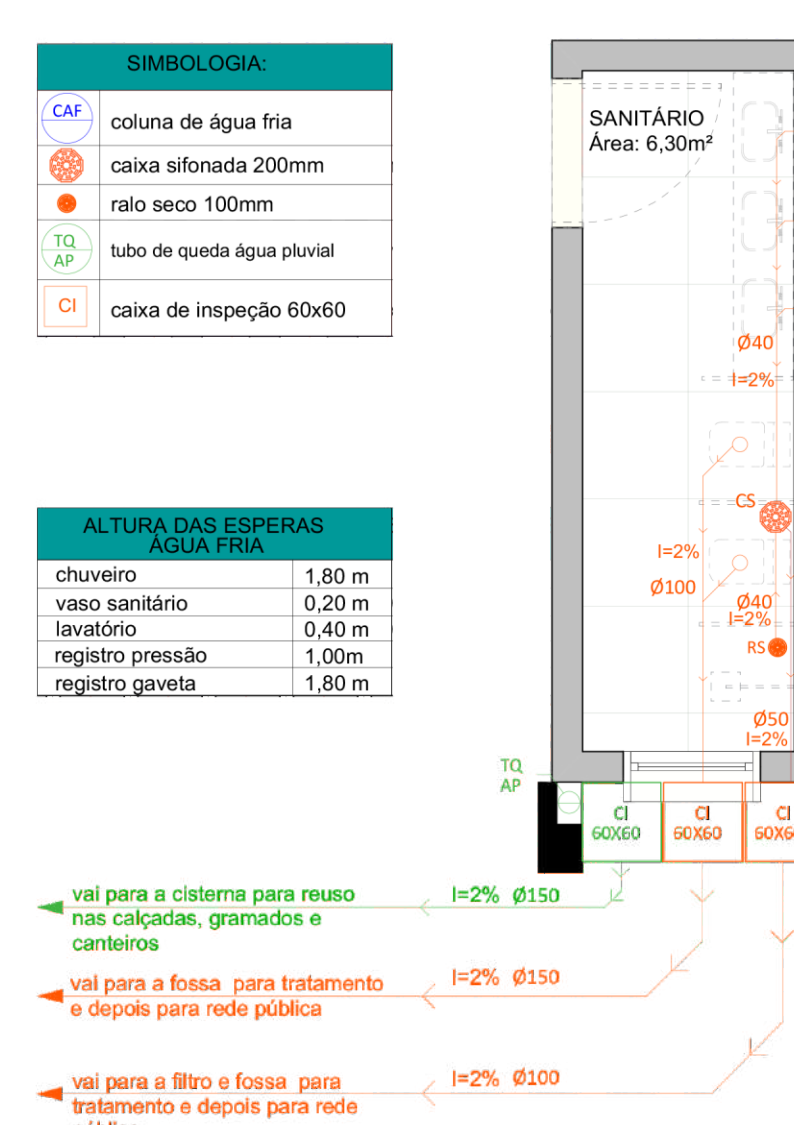 SIMBOLOGIA:
CAF
coluna de água fria
caixa sifonada 200mm
ralo seco 100mm
TQ
AP
tubo de queda água pluvial
CI
caixa de inspeção 60x60
ALTURA DAS ESPERAS
ÁGUA FRIA
chuveiro 1,80 m
vaso sanitário 0,20 m
lavatório 0,40 m
registro pressão 1,00m
registro gaveta 1,80 m
SANITÁRIO
Área: 6,30m²
Ø40
I=2%
CS
I=2%
Ø100
Ø40
I=2%
RS
Ø50
I=2%
TQ
AP
CI
60X60
CI
60X60
CI
vai para a cisterna para reuso
nas calçadas, gramados e
canteiros
I=2% Ø150
vai para a fossa para tratamento
e depois para rede pública
I=2% Ø150
vai para a filtro e fossa para
tratamento e depois para rede
I=2% Ø100